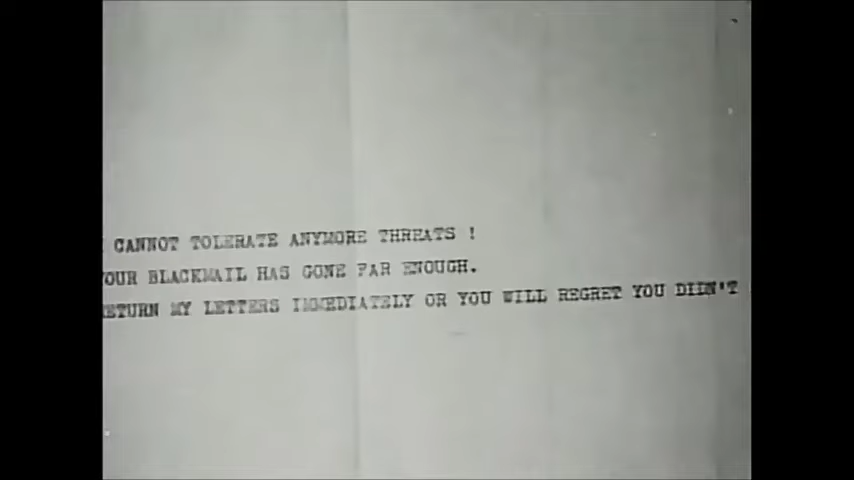 CANNOT TOLERATE ANYMORE THREATS !
OUR BLACKMAIL HAS GONE FAR ENOUGH.
ETURN MY LETTERS IMMEDIATELY OR YOU WILL REGRET YOU DIDN'T